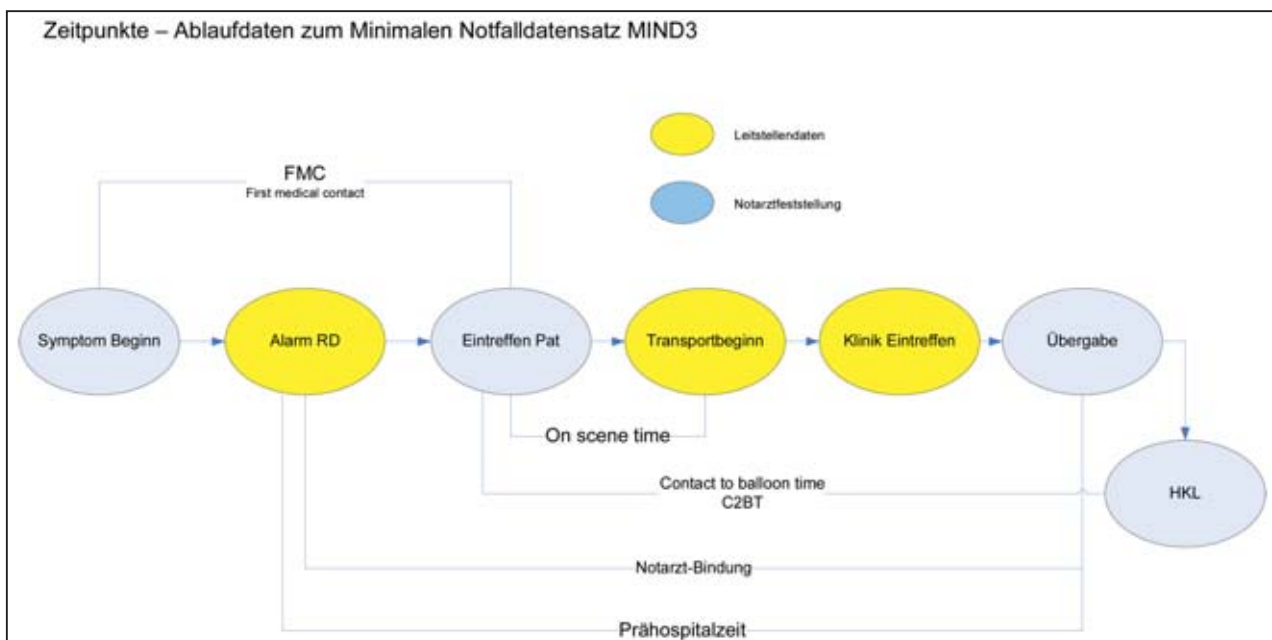 Zeitpunkte – Ablaufdaten zum Minimalen Notfalldatensatz MIND3
Leitstellendaten
Notarztfeststellung
FMC
First medical contact
Symptom Beginn
Alarm RD
Eintreffen Pat
Transportbeginn
Klinik Eintreffen
Übergabe
On scene time
Contact to balloon time
C2BT
HKL
Notarzt-Bindung
Prähospitalzeit